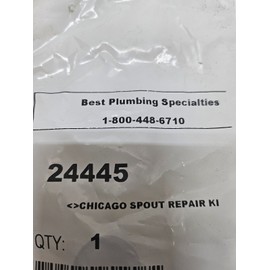 Best Plumbing Specialties
1-800-448-6710
24445
<>CHICAGO SPOUT REPAIR KI
QTY: 1